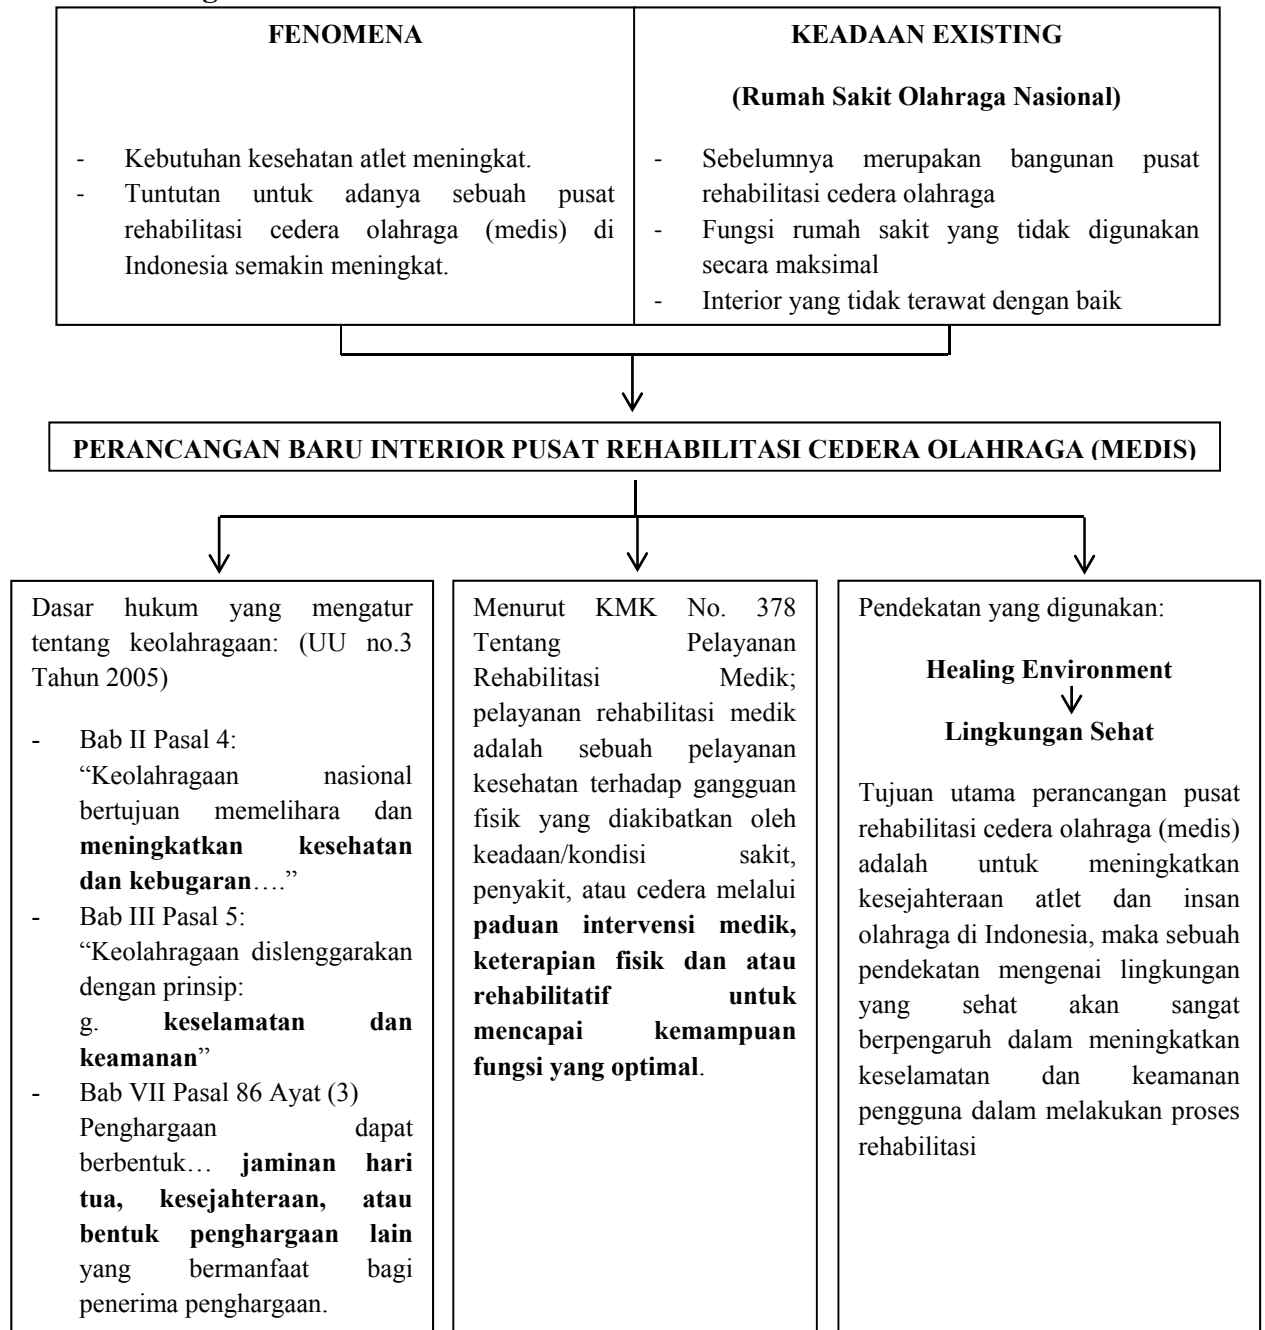 FENOMENA
- Kebutuhan kesehatan atlet meningkat.
- Tuntutan untuk adanya sebuah pusat
rehabilitasi cedera olahraga (medis) di
Indonesia semakin meningkat.
KEADAAN EXISTING
(Rumah Sakit Olahraga Nasional)
- Sebelumnya merupakan bangunan pusat
rehabilitasi cedera olahraga
- Fungsi rumah sakit yang tidak digunakan
secara maksimal
- Interior yang tidak terawat dengan baik
PERANCANGAN BARU INTERIOR PUSAT REHABILITASI CEDERA OLAHRAGA (MEDIS)
Dasar hukum yang mengatur
tentang keolahragaan: (UU no.3
Tahun 2005)
- Bab II Pasal 4:
“Keolahragaan nasional
bertujuan memelihara dan
meningkatkan kesehatan
dan kebugaran….”
- Bab III Pasal 5:
“Keolahragaan dislenggarakan
dengan prinsip:
g. keselamatan dan
keamanan”
- Bab VII Pasal 86 Ayat (3)
Penghargaan dapat
berbentuk… jaminan hari
tua, kesejahteraan, atau
bentuk penghargaan lain
yang bermanfaat bagi
penerima penghargaan.
Menurut KMK No. 378
Tentang Pelayanan
Rehabilitasi Medik;
pelayanan rehabilitasi medik
adalah sebuah pelayanan
kesehatan terhadap gangguan
fisik yang diakibatkan oleh
keadaan/kondisi sakit,
penyakit, atau cedera melalui
paduan intervensi medik,
keterapian fisik dan atau
rehabilitatif untuk
mencapai kemampuan
fungsi yang optimal.
Pendekatan yang digunakan:
Healing Environment
Lingkungan Sehat
Tujuan utama perancangan pusat
rehabilitasi cedera olahraga (medis)
adalah untuk meningkatkan
kesejahteraan atlet dan insan
olahraga di Indonesia, maka sebuah
pendekatan mengenai lingkungan
yang sehat akan sangat
berpengaruh dalam meningkatkan
keselamatan dan keamanan
pengguna dalam melakukan proses
rehabilitasi